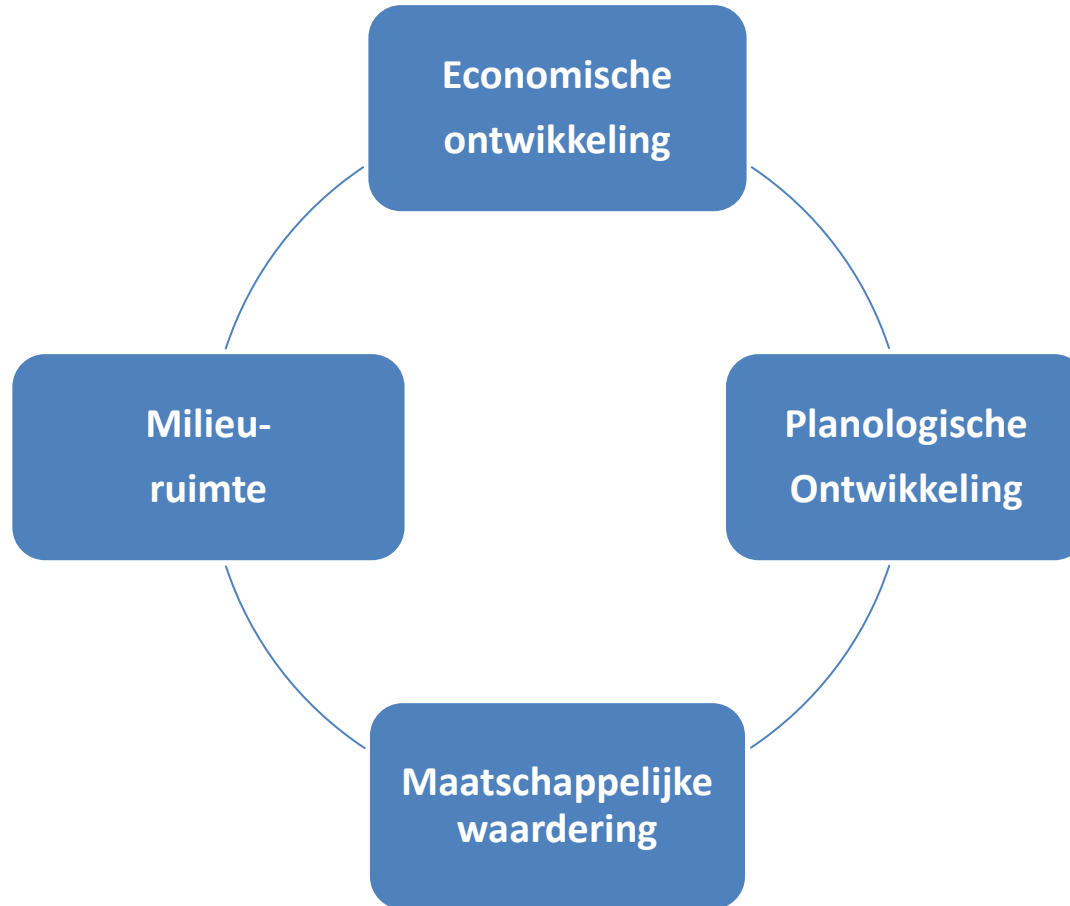 Economische
ontwikkeling
Milieu-
ruimte
Planologische
Ontwikkeling
Maatschappelijke
waardering